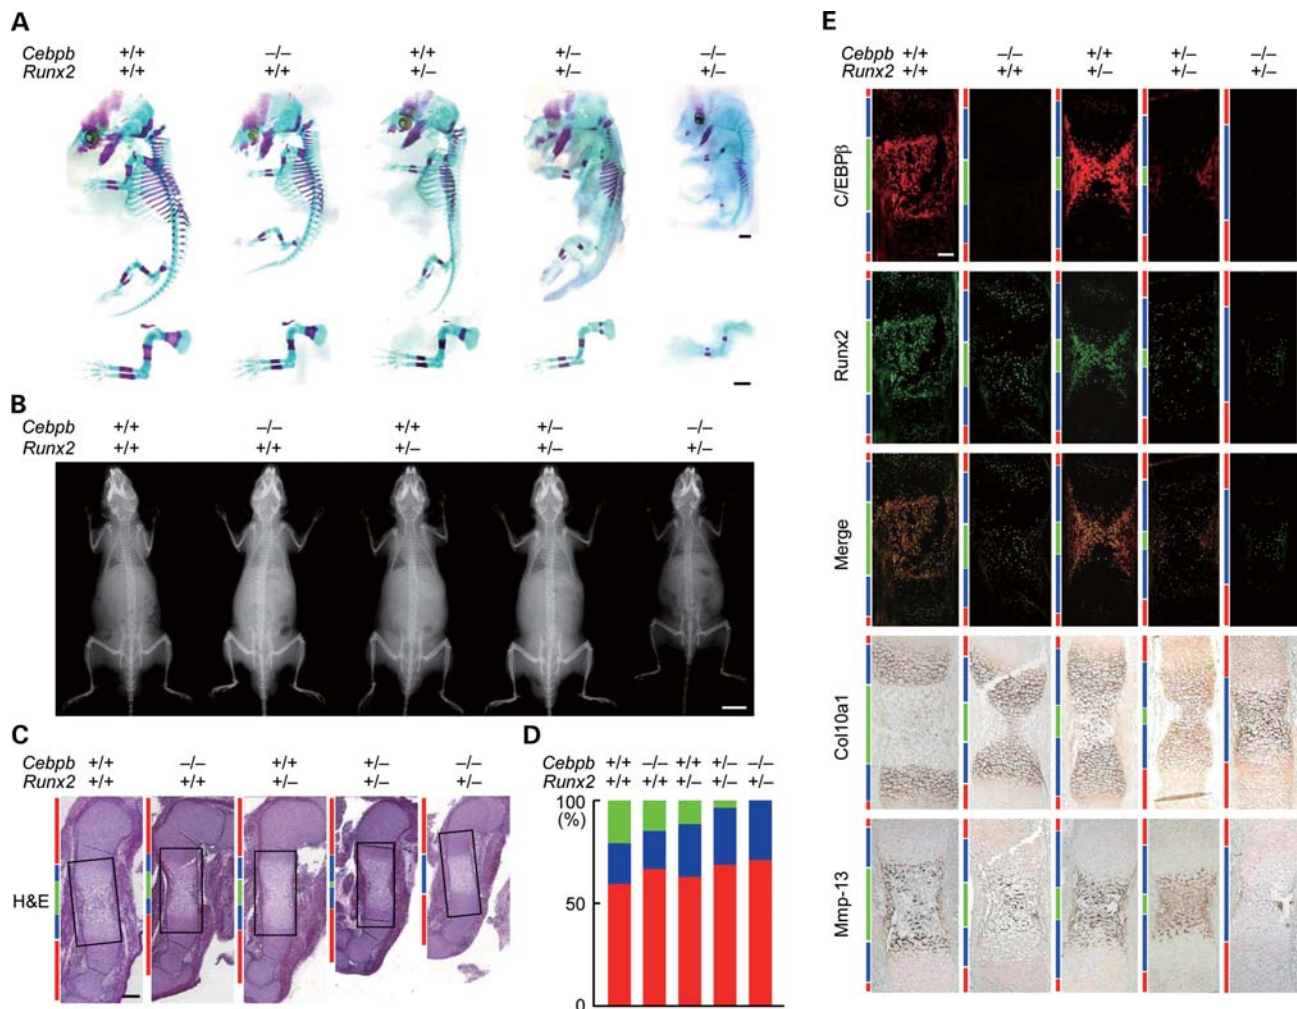 A
Cebpb +/+ –/– +/+ +/– –/–
Runx2 +/+ +/+ +/– +/– +/–
B
Cebpb +/+ –/– +/+ +/– –/–
Runx2 +/+ +/+ +/– +/– +/–
C
Cebpb +/+ –/– +/+ +/– –/–
Runx2 +/+ +/+ +/– +/– +/–
H&E
D
Cebpb +/+ –/– +/+ +/– –/–
Runx2 +/+ +/+ +/– +/– +/–
100
(%)
50
0
E
Cebpb +/+ –/– +/+ +/– –/–
Runx2 +/+ +/+ +/– +/– +/–
C/EBPβ
Runx2
Merge
Col10a1
Mmp-13